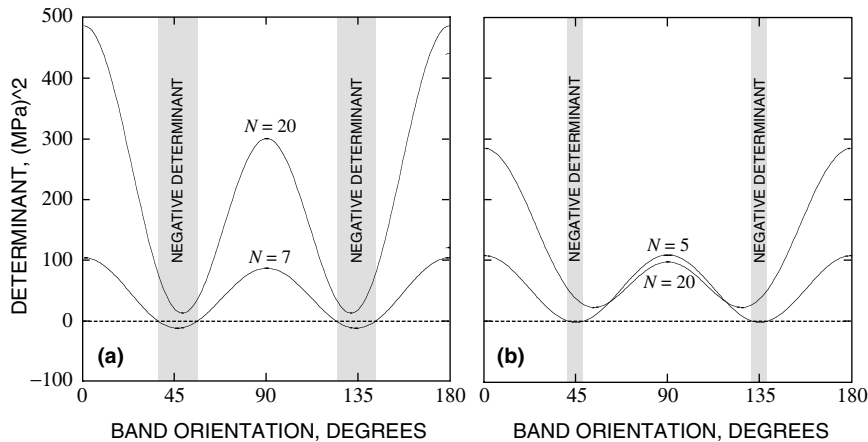 DETERMINANT, (MPa)^2
500
400
300
200
100
0
−100
NEGATIVE DETERMINANT
NEGATIVE DETERMINANT
N = 20
N = 7
(a)
0
45
90
135
180
BAND ORIENTATION, DEGREES
NEGATIVE DETERMINANT
NEGATIVE DETERMINANT
N = 5
N = 20
(b)
0
45
90
135
180
BAND ORIENTATION, DEGREES